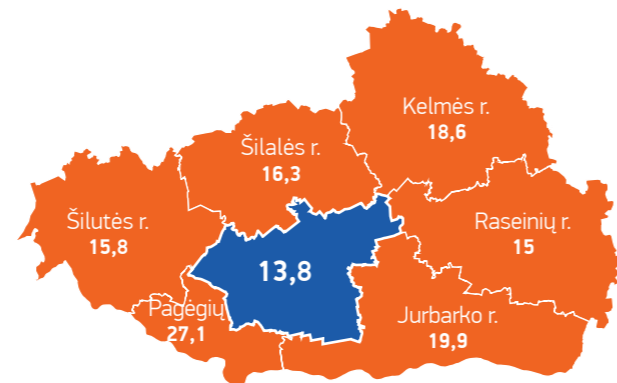 Kelmės r.
18,6
Šilalės r.
16,3
Šilutės r.
15,8
Raseinių r.
15
13,8
Pagėgių
27,1
Jurbarko r.
19,9